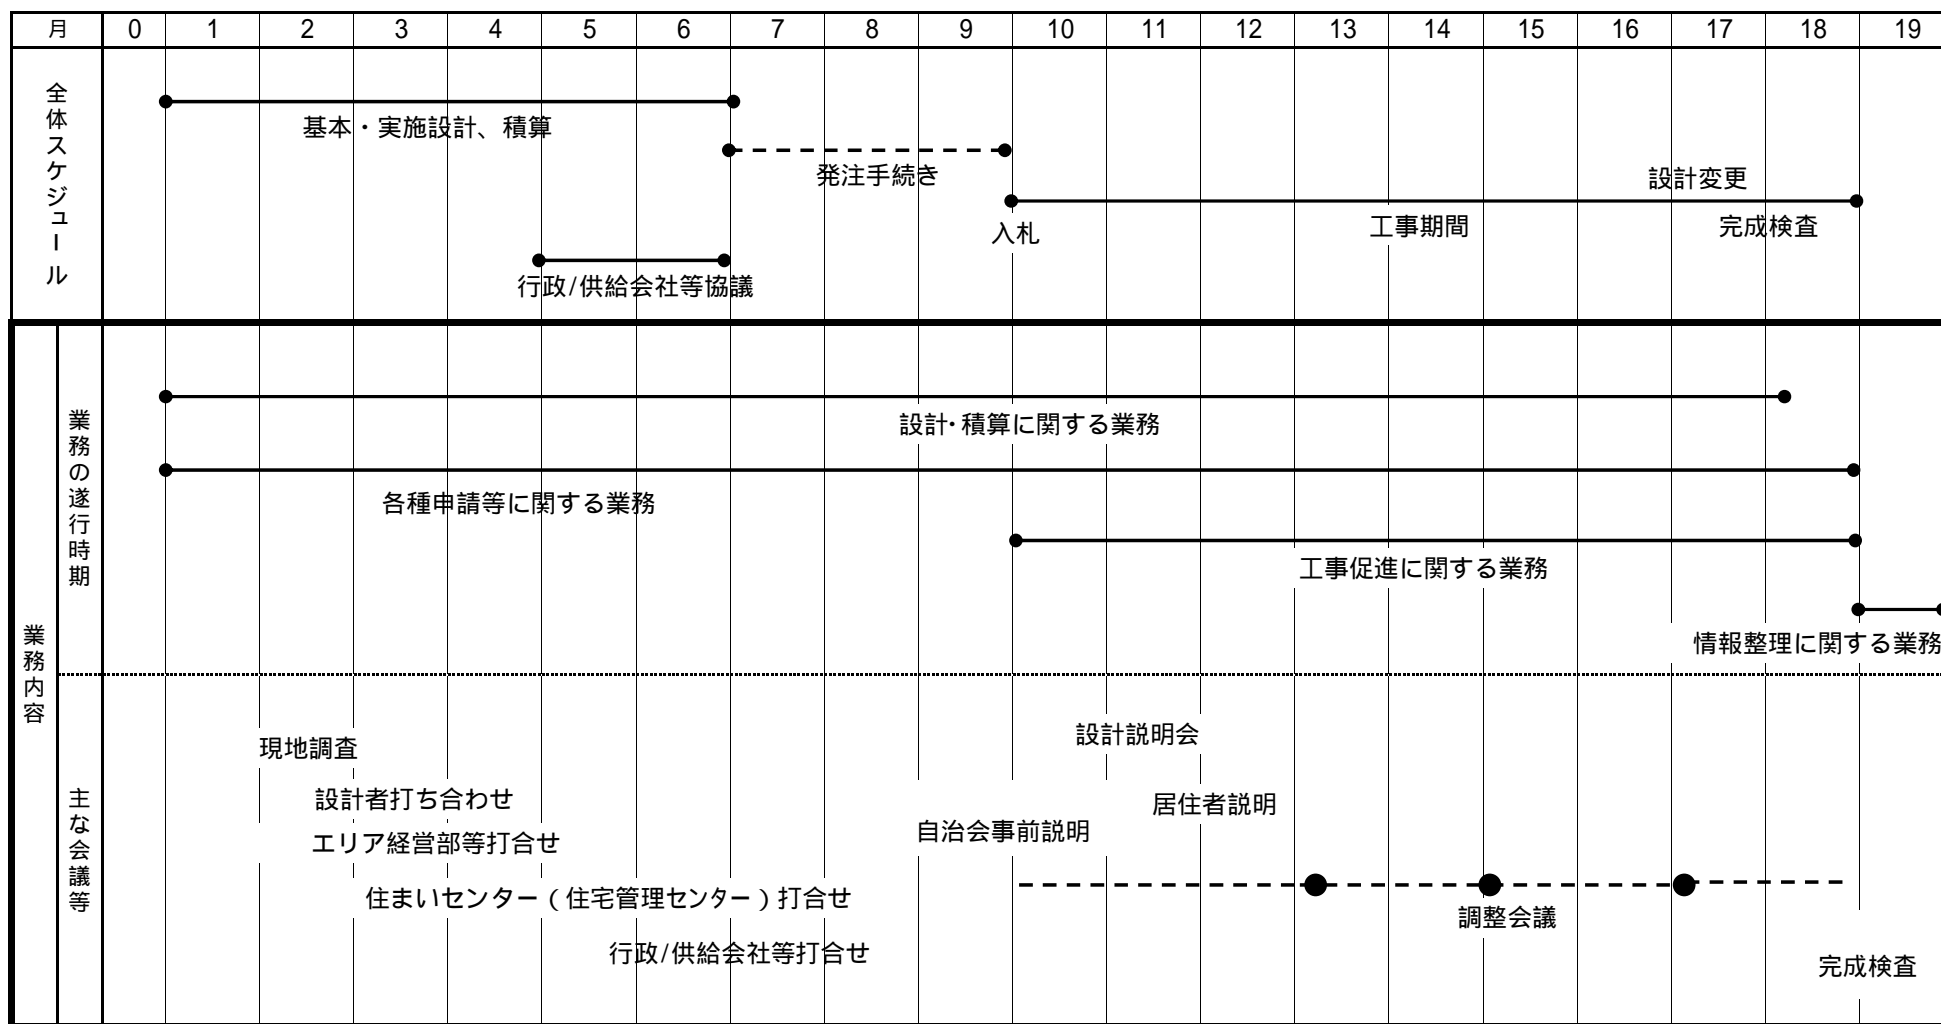 月 0 1 2 3 4 5 6 7 8 9 10 11 12 13 14 15 16 17 18 19
全体スケジュール
基本・実施設計、積算
発注手続き
設計変更
入札
工事期間
完成検査
行政/供給会社等協議
業務内容
業務の遂行時期
設計・積算に関する業務
各種申請等に関する業務
工事促進に関する業務
情報整理に関する業務
主な会議等
現地調査
設計説明会
設計者打ち合わせ
居住者説明
エリア経営部等打合せ
自治会事前説明
住まいセンター（住宅管理センター）打合せ
調整会議
行政/供給会社等打合せ
完成検査